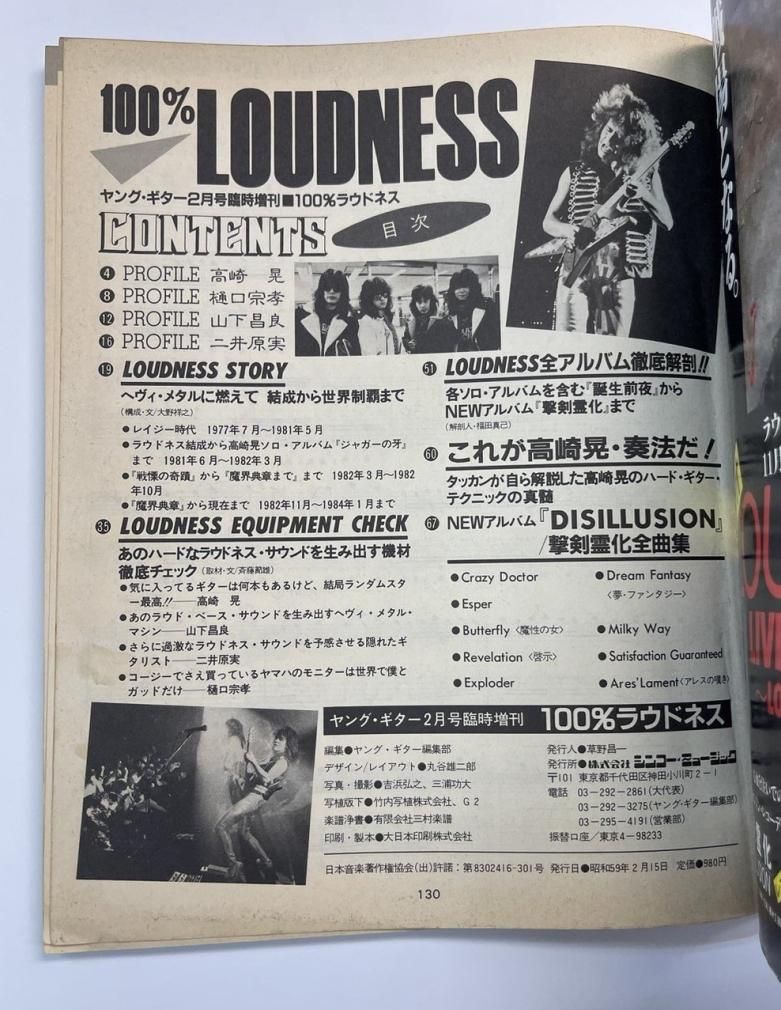 100% LOUDNESS
ヤング・ギター2月号臨時増刊■100%ラウドネス
CONTENTS 目次
④ PROFILE 高崎 晃
⑧ PROFILE 樋口宗孝
⑫ PROFILE 山下昌良
⑯ PROFILE 二井原実
⑲ LOUDNESS STORY
ヘヴィ・メタルに燃えて 結成から世界制覇まで
(構成・文/大野祥之)
●レイジー時代 1977年7月〜1981年5月
●ラウドネス結成から高崎晃ソロ・アルバム『ジャガーの牙』
まで 1981年6月〜1982年3月
●『戦慄の奇蹟』から『魔界典章まで』まで 1982年3月〜1982
年10月
●『魔界典章』から現在まで 1982年11月〜1984年1月まで
㉟ LOUDNESS EQUIPMENT CHECK
あのハードなラウドネス・サウンドを生み出す機材
徹底チェック(取材・文/斉藤節雄)
●気に入ってるギターは何本もあるけど、結局ランダムスタ
ー最高!!——高崎 晃
●あのラウド・ベース・サウンドを生み出すヘヴィ・メタル・
マシン——山下昌良
●さらに過激なラウドネス・サウンドを予感させる隠れたギ
タリスト——二井原実
●コージーでさえ買っているヤマハのモニターは世界で僕と
ガッドだけ——樋口宗孝
51 LOUDNESS全アルバム徹底解剖!!
各ソロ・アルバムを含む『誕生前夜』から
NEWアルバム『撃剣霊化』まで
(解剖人・福田真己)
60 これが高崎晃・奏法だ!
タッカンが自ら解説した高崎晃のハード・ギター・
テクニックの真髄
67 NEWアルバム『DISILLUSION』
/撃剣霊化全曲集
●Crazy Doctor
●Esper
●Butterfly〈魔性の女〉
●Revelation〈啓示〉
●Exploder
●Dream Fantasy
〈夢・ファンタジー〉
●Milky Way
●Satisfaction Guaranteed
●Ares'Lament〈アレスの嘆き〉
ヤング・ギター2月号臨時増刊 100%ラウドネス
編集●ヤング・ギター編集部
デザイン/レイアウト●丸谷雄二郎
写真・撮影●吉浜弘之、三浦功大
写植版下●竹内写植株式会社、G2
楽譜浄書●有限会社三村楽譜
印刷・製本●大日本印刷株式会社
発行人●草野昌一
発行所●株式会社シンコー・ミュージック
〒101 東京都千代田区神田小川町2−1
電話 03−292−2861(大代表)
03−292−3275(ヤング・ギター編集部)
03−295−4191(営業部)
振替口座/東京4−98233
日本音楽著作権協会(出)許諾:第8302416-301号 発行日●昭和59年2月15日 定価●980円
130